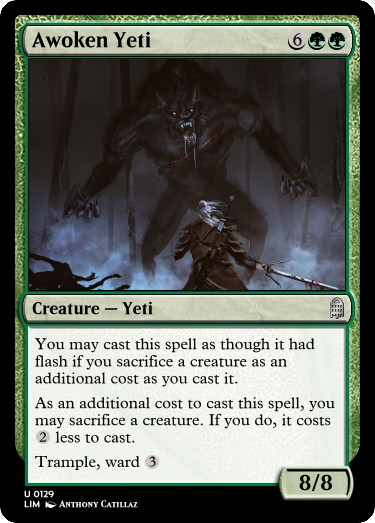 Awoken Yeti 6
Creature — Yeti
You may cast this spell as though it had
flash if you sacrifice a creature as an
additional cost as you cast it.
As an additional cost to cast this spell, you
may sacrifice a creature. If you do, it costs
2 less to cast.
Trample, ward 3
8/8
U 0129
LIM Anthony Catillaz